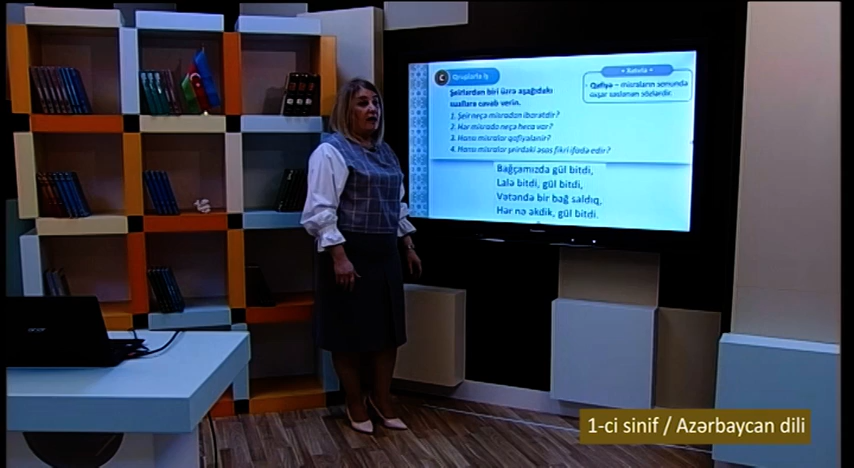 C Qruplarla iş
Şeirlərdən biri üzrə aşağıdakı
suallara cavab verin.
1. Şeir neçə misradan ibarətdir?
2. Hər misrada neçə heca var?
3. Hansı misralar qafiyələnir?
4. Hansı misralar şeirdəki əsas fikri ifadə edir?
Xatırla
Qafiyə – misraların sonunda
oxşar səslənən sözlərdir.
Bağçamızda gül bitdi,
Lalə bitdi, gül bitdi,
Vətəndə bir bağ saldıq,
Hər nə əkdik, gül bitdi.
acer
1-ci sinif / Azərbaycan dili